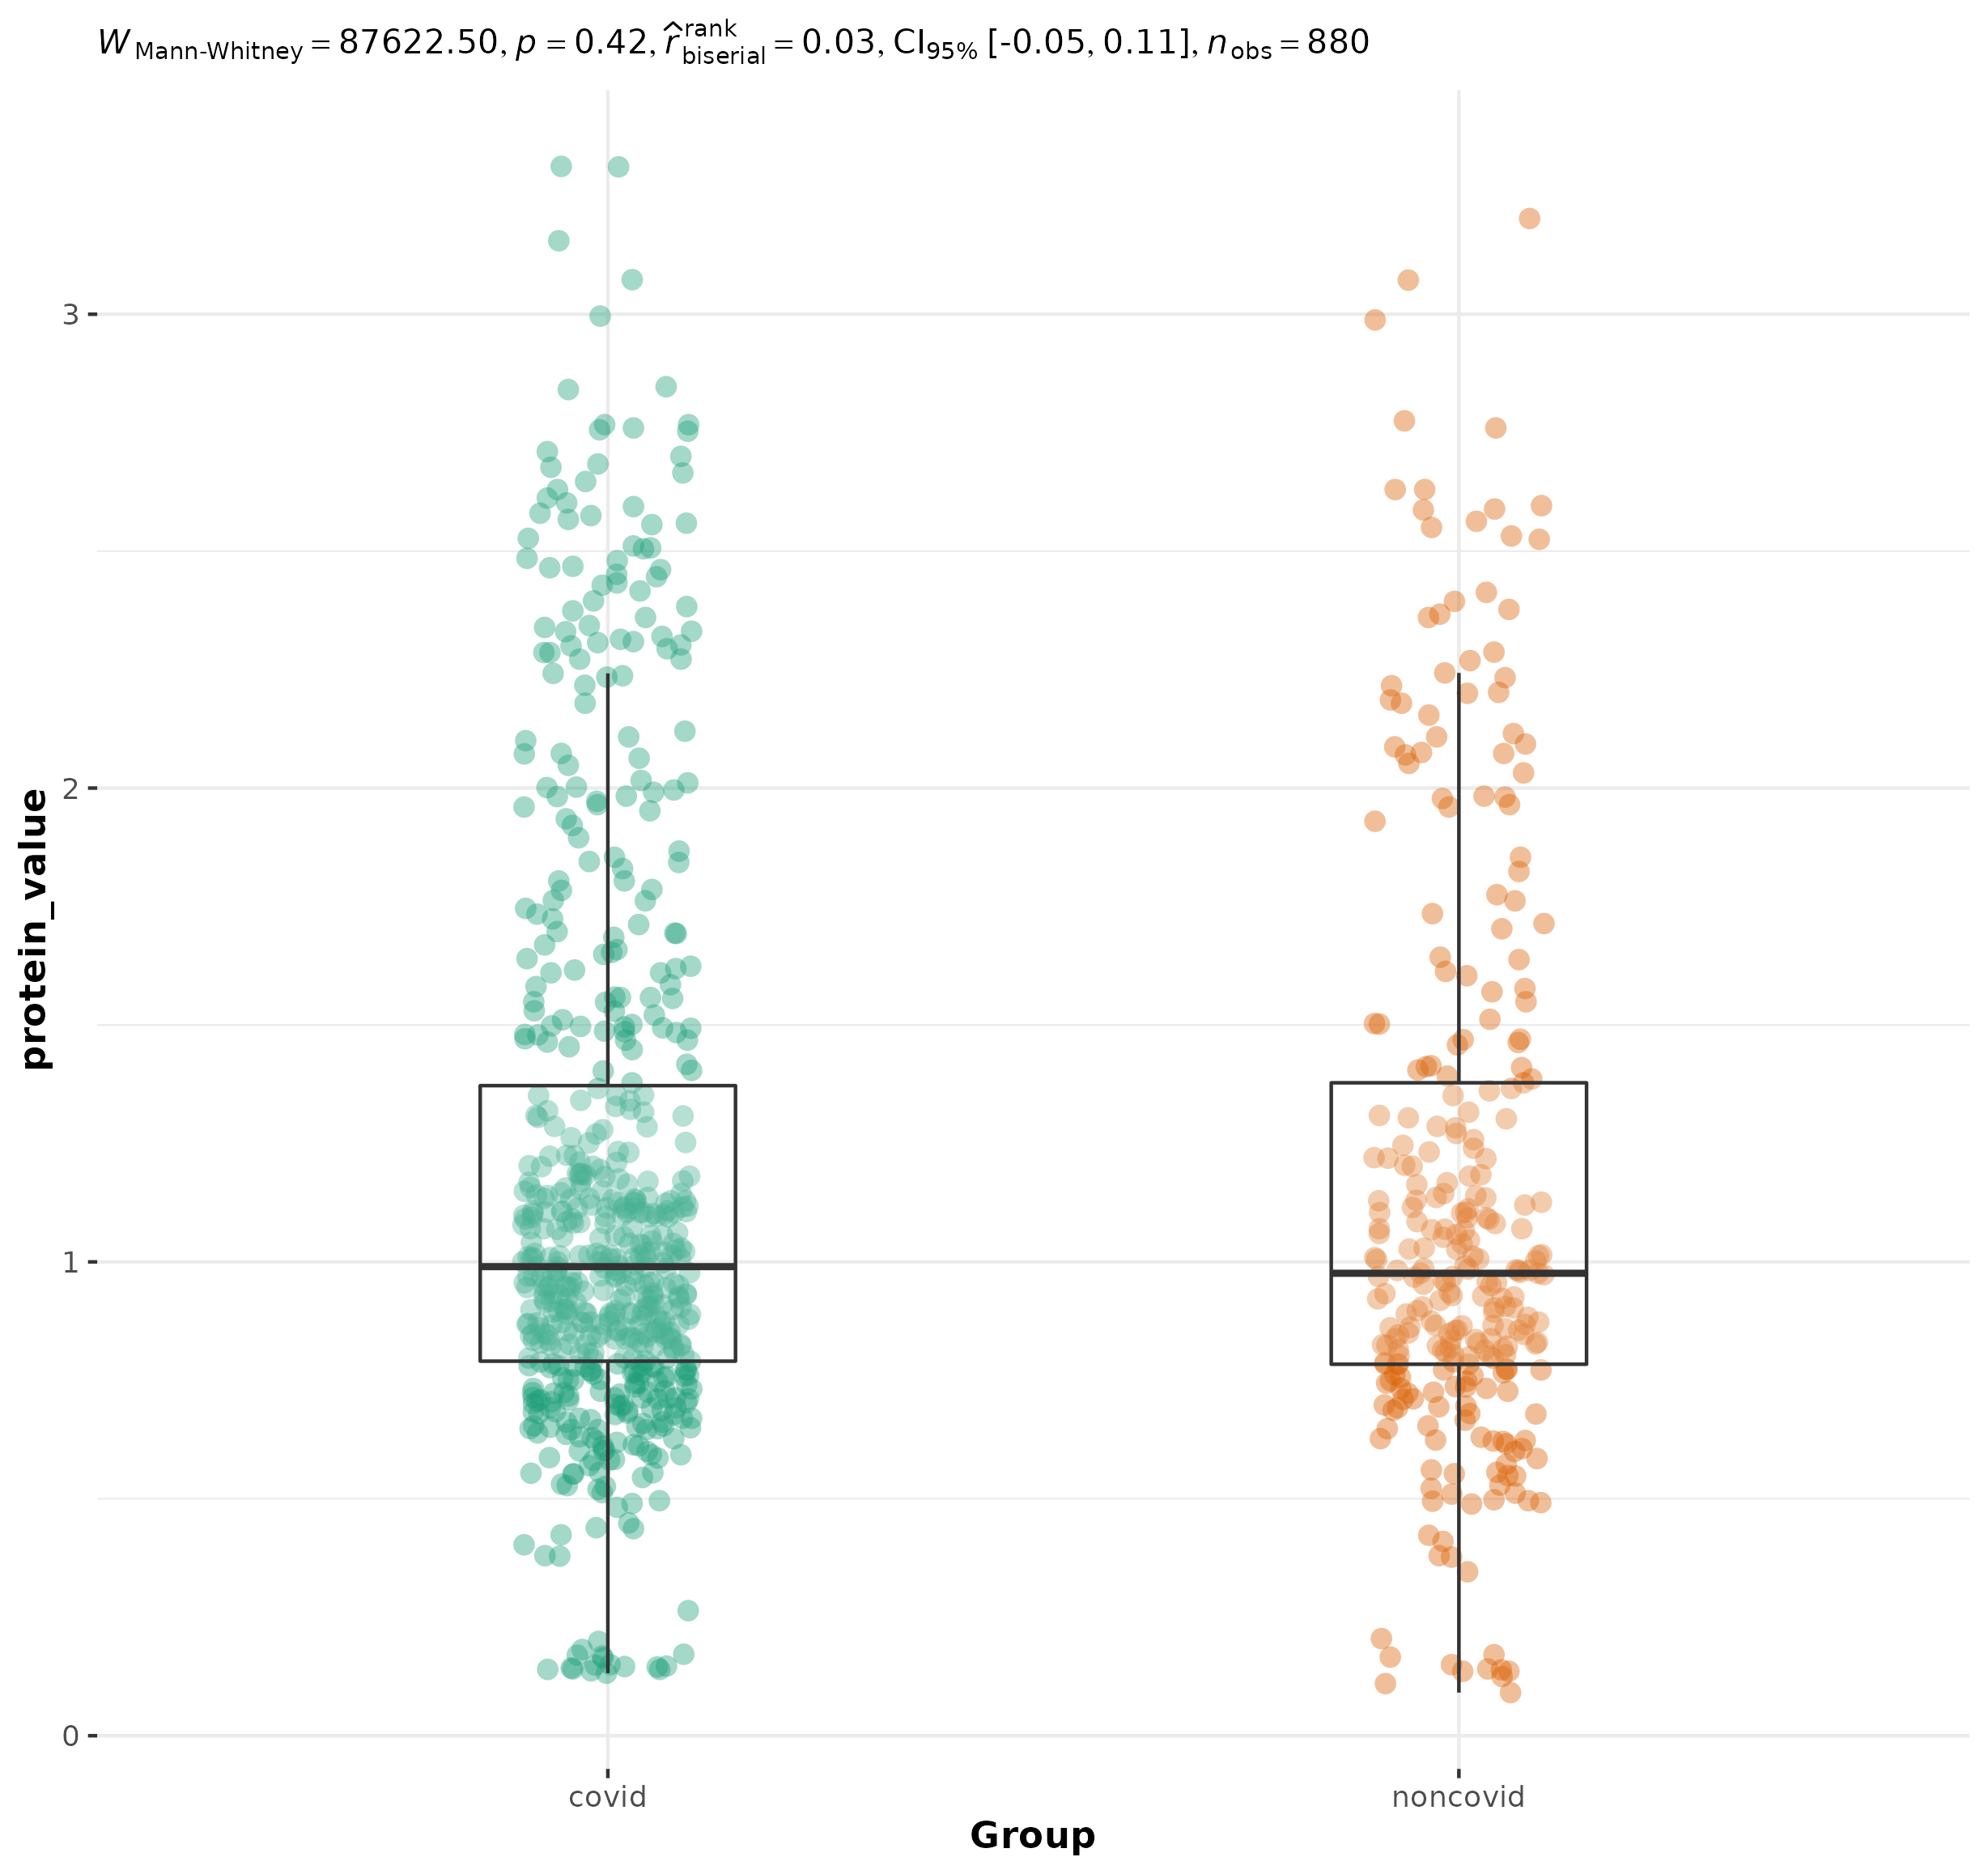 W Mann-Whitney = 87622.50, p = 0.42, r̂ rank biserial = 0.03, CI95% [-0.05, 0.11], n obs = 880
3
2
1
0
protein_value
covid noncovid
Group